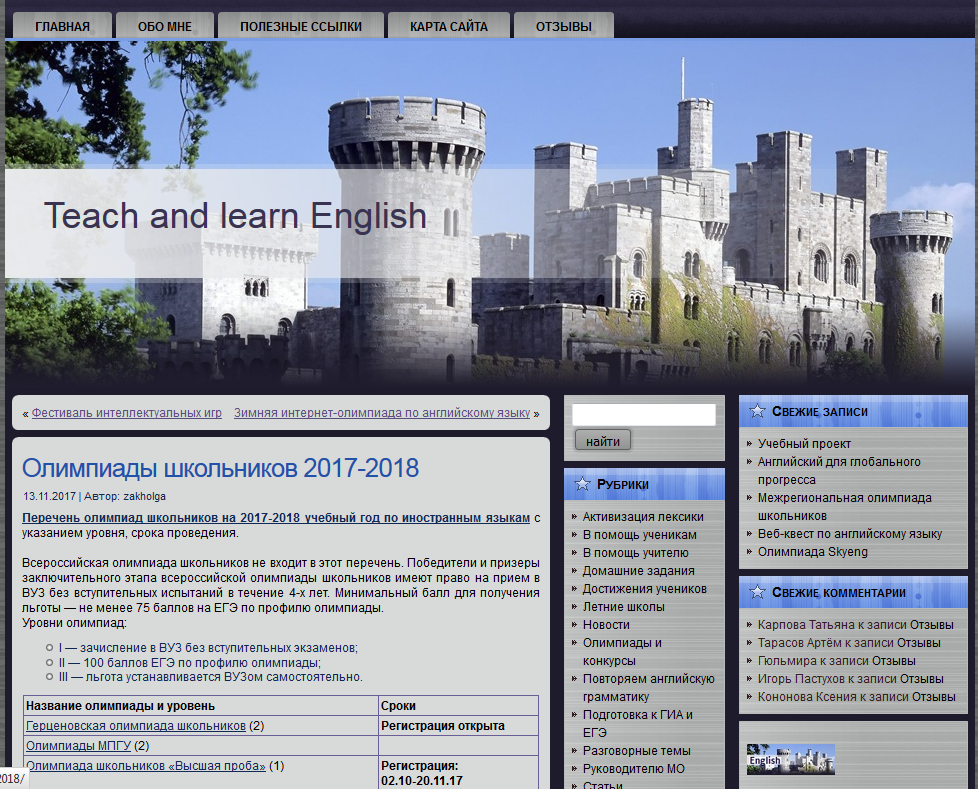 ГЛАВНАЯ
ОБО МНЕ
ПОЛЕЗНЫЕ ССЫЛКИ
КАРТА САЙТА
ОТЗЫВЫ
Teach and learn English
« Фестиваль интеллектуальных игр
Зимняя интернет-олимпиада по английскому языку »
Олимпиады школьников 2017-2018
13.11.2017 | Автор: zakholga
Перечень олимпиад школьников на 2017-2018 учебный год по иностранным языкам с
указанием уровня, срока проведения.
Всероссийская олимпиада школьников не входит в этот перечень. Победители и призеры
заключительного этапа всероссийской олимпиады школьников имеют право на прием в
ВУЗ без вступительных испытаний в течение 4-х лет. Минимальный балл для получения
льготы — не менее 75 баллов на ЕГЭ по профилю олимпиады.
Уровни олимпиад:
I — зачисление в ВУЗ без вступительных экзаменов;
II — 100 баллов ЕГЭ по профилю олимпиады;
III — льгота устанавливается ВУЗом самостоятельно.
Название олимпиады и уровень
Сроки
Герценовская олимпиада школьников (2)
Регистрация открыта
Олимпиады МПГУ (2)
Олимпиада школьников «Высшая проба» (1)
Регистрация:
02.10-20.11.17
2018/
найти
Рубрики
Активизация лексики
В помощь ученикам
В помощь учителю
Домашние задания
Достижения учеников
Летние школы
Новости
Олимпиады и
конкурсы
Повторяем английскую
грамматику
Подготовка к ГИА и
ЕГЭ
Разговорные темы
Руководителю МО
Статьи
Свежие записи
Учебный проект
Английский для глобального
прогресса
Межрегиональная олимпиада
школьников
Веб-квест по английскому языку
Олимпиада Skyeng
Свежие комментарии
Карпова Татьяна к записи Отзывы
Тарасов Артём к записи Отзывы
Гюльмира к записи Отзывы
Игорь Пастухов к записи Отзывы
Кононова Ксения к записи Отзывы
English